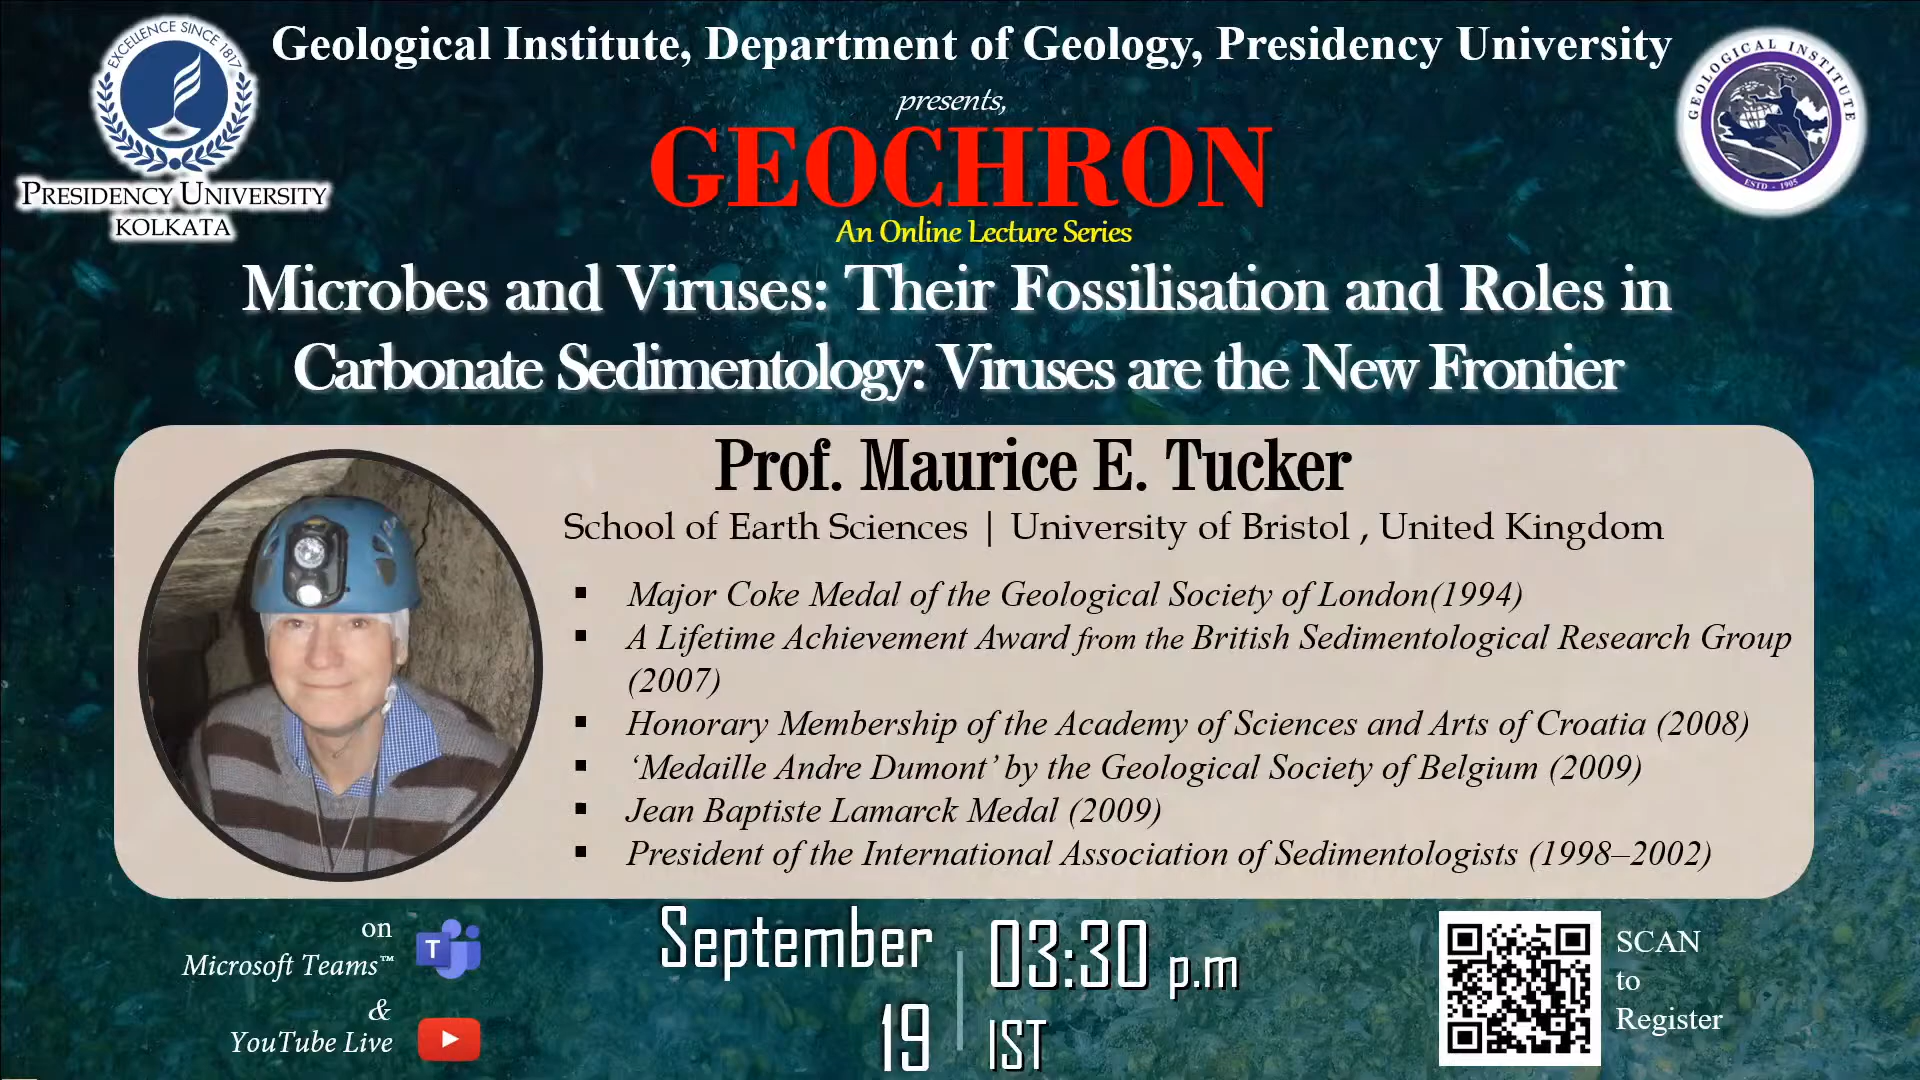 EXCELLENCE SINCE 1817
PRESIDENCY UNIVERSITY
KOLKATA
Geological Institute, Department of Geology, Presidency University
presents,
GEOCHRON
An Online Lecture Series
GEOLOGICAL INSTITUTE
ESTD - 1905
Microbes and Viruses: Their Fossilisation and Roles in
Carbonate Sedimentology: Viruses are the New Frontier
Prof. Maurice E. Tucker
School of Earth Sciences | University of Bristol , United Kingdom
▪ Major Coke Medal of the Geological Society of London(1994)
▪ A Lifetime Achievement Award from the British Sedimentological Research Group
(2007)
▪ Honorary Membership of the Academy of Sciences and Arts of Croatia (2008)
▪ ‘Medaille Andre Dumont’ by the Geological Society of Belgium (2009)
▪ Jean Baptiste Lamarck Medal (2009)
▪ President of the International Association of Sedimentologists (1998–2002)
on
Microsoft Teams™
T
&
YouTube Live
September
19
03:30 p.m
IST
SCAN
to
Register